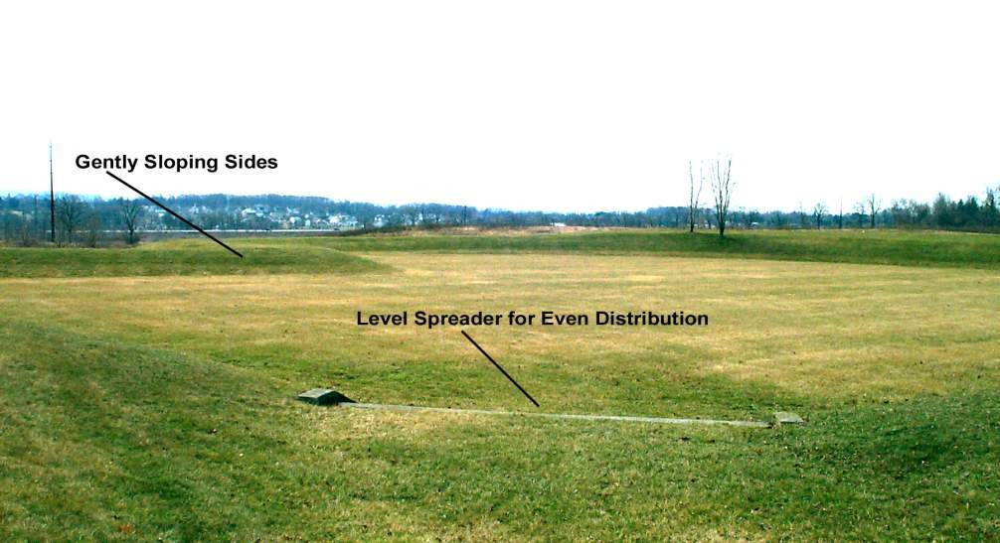 Gently Sloping Sides
Level Spreader for Even Distribution